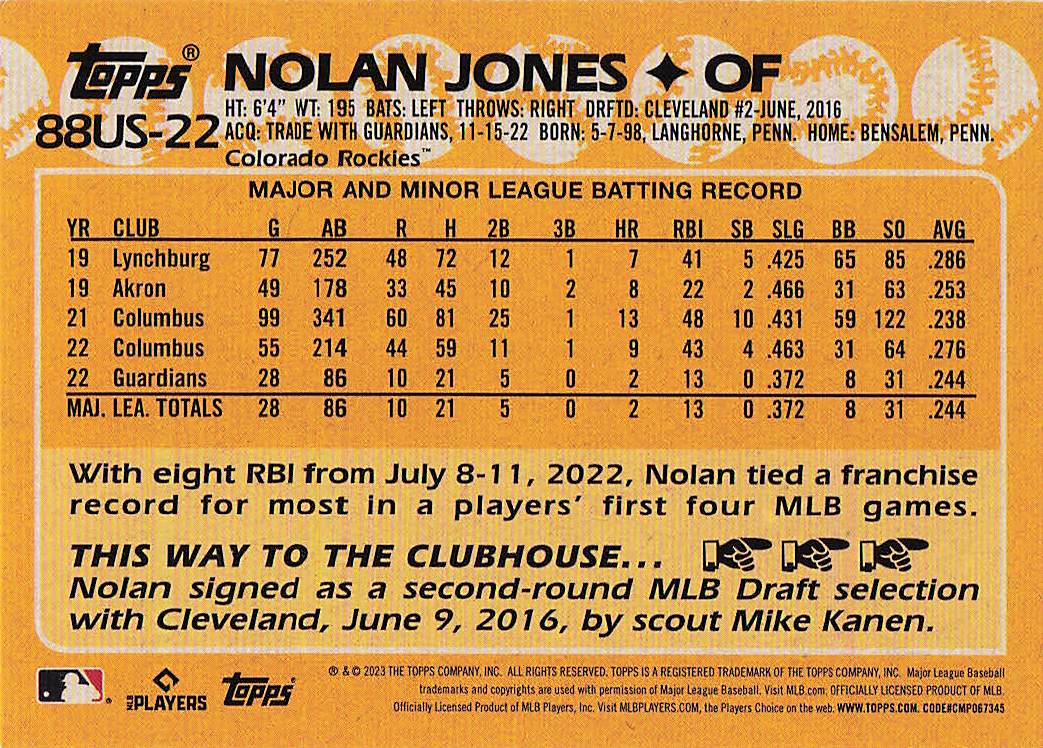 Topps®
NOLAN JONES ✦ OF
HT: 6'4" WT: 195 BATS: LEFT THROWS: RIGHT DRFTD: CLEVELAND #2-JUNE, 2016
88US-22 ACQ: TRADE WITH GUARDIANS, 11-15-22 BORN: 5-7-98, LANGHORNE, PENN. HOME: BENSALEM, PENN.
Colorado Rockies™
MAJOR AND MINOR LEAGUE BATTING RECORD
YR CLUB G AB R H 2B 3B HR RBI SB SLG BB SO AVG
19 Lynchburg 77 252 48 72 12 1 7 41 5 .425 65 85 .286
19 Akron 49 178 33 45 10 2 8 22 2 .466 31 63 .253
21 Columbus 99 341 60 81 25 1 13 48 10 .431 59 122 .238
22 Columbus 55 214 44 59 11 1 9 43 4 .463 31 64 .276
22 Guardians 28 86 10 21 5 0 2 13 0 .372 8 31 .244
MAJ. LEA. TOTALS 28 86 10 21 5 0 2 13 0 .372 8 31 .244
With eight RBI from July 8-11, 2022, Nolan tied a franchise
record for most in a players' first four MLB games.
THIS WAY TO THE CLUBHOUSE...
Nolan signed as a second-round MLB Draft selection
with Cleveland, June 9, 2016, by scout Mike Kanen.
® & © 2023 THE TOPPS COMPANY, INC. ALL RIGHTS RESERVED. TOPPS IS A REGISTERED TRADEMARK OF THE TOPPS COMPANY, INC. Major League Baseball
trademarks and copyrights are used with permission of Major League Baseball. Visit MLB.com. OFFICIALLY LICENSED PRODUCT OF MLB.
Officially Licensed Product of MLB Players, Inc. Visit MLBPLAYERS.COM, the Players Choice on the web. WWW.TOPPS.COM. CODE#CMP067345
MLB PLAYERS
Topps®